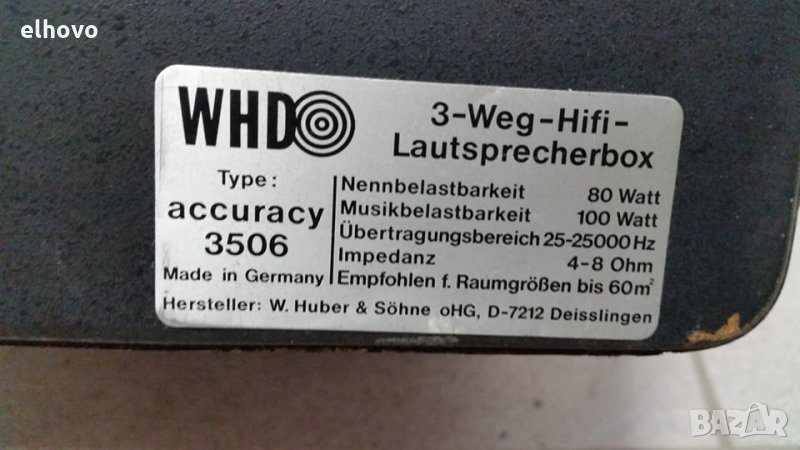 elhovo
WHD
3-Weg-Hifi-
Lautsprecherbox
Type:
accuracy
3506
Made in Germany
Nennbelastbarkeit 80 Watt
Musikbelastbarkeit 100 Watt
Übertragungsbereich 25-25000 Hz
Impedanz 4-8 Ohm
Empfohlen f. Raumgrößen bis 60m²
Hersteller: W. Huber & Söhne oHG, D-7212 Deisslingen
BAZAR